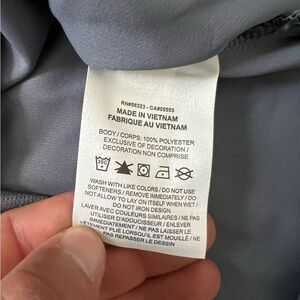 RN#56323 - CA#05553
MADE IN VIETNAM
FABRIQUE AU VIETNAM
BODY / CORPS: 100% POLYESTER
EXCLUSIVE OF DECORATION /
DECORATION NON COMPRISE
WASH WITH LIKE COLORS / DO NOT USE
SOFTENERS / REMOVE IMMEDIATELY / DO
NOT ALLOW TO LAY ON ITSELF WHEN WET /
DO NOT IRON DESIGN
LAVER AVEC COULEURS SIMILAIRES / NE PAS
UTILISER D'ADOUCISSEUR / ENLEVER
IMMÉDIATEMENT / NE PAS LAISSER LE
VÊTEMENT PLIÉ LORSQU'IL EST MOUILLÉ / NE
PAS REPASSER LE DESSIN